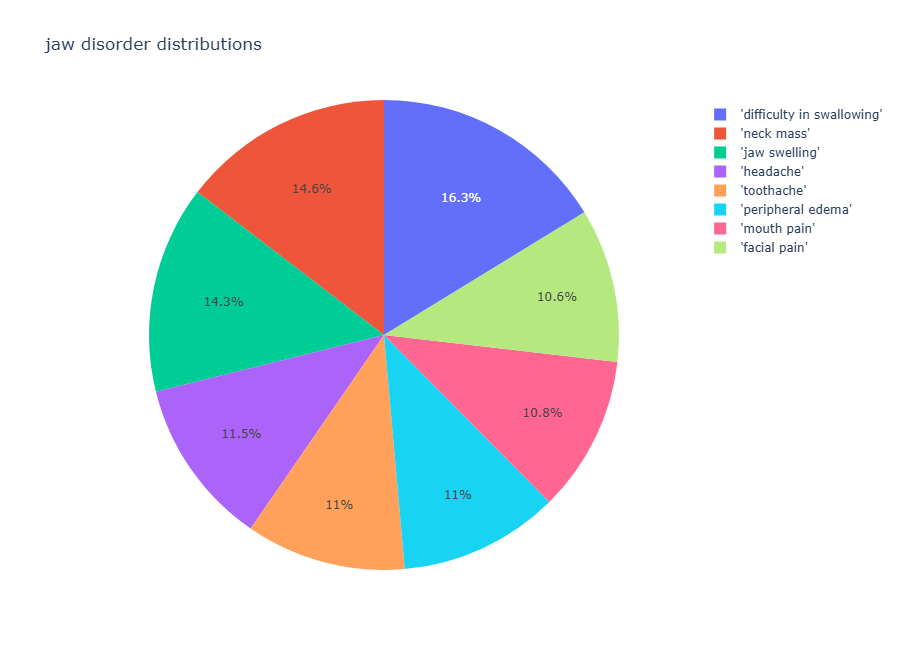 jaw disorder distributions
'difficulty in swallowing'
'neck mass'
'jaw swelling'
'headache'
'toothache'
'peripheral edema'
'mouth pain'
'facial pain'
14.6%
16.3%
10.6%
14.3%
10.8%
11.5%
11%
11%